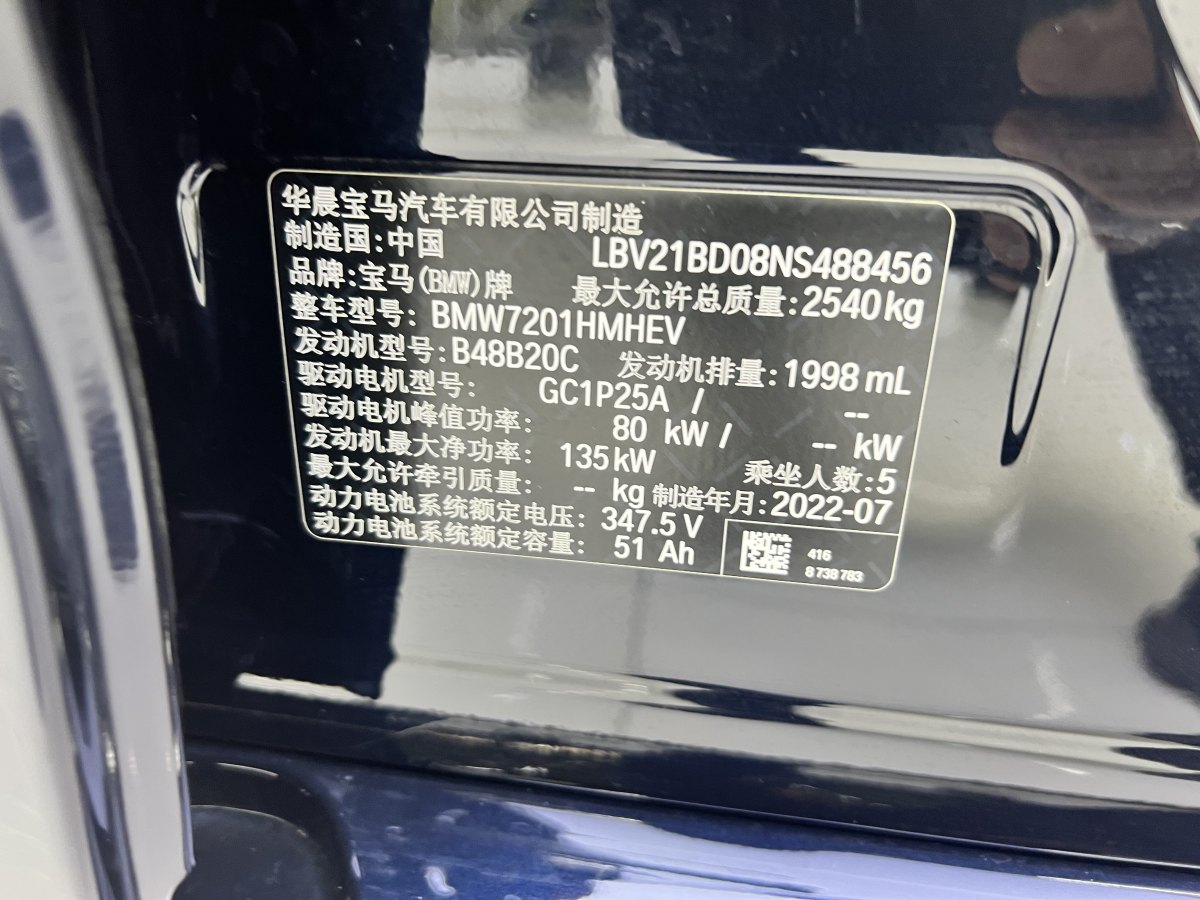 华晨宝马汽车有限公司制造
制造国:中国 LBV21BD08NS488456
品牌:宝马(BMW)牌 最大允许总质量:2540kg
整车型号: BMW7201HMHEV
发动机型号:B48B20C 发动机排量:1998 mL
驱动电机型号: GC1P25A / --
驱动电机峰值功率: 80 kW / -- kW
发动机最大净功率: 135kW 乘坐人数:5
最大允许牵引质量: -- kg 制造年月:2022-07
动力电池系统额定电压: 347.5 V
动力电池系统额定容量: 51 Ah
416
8 738 783